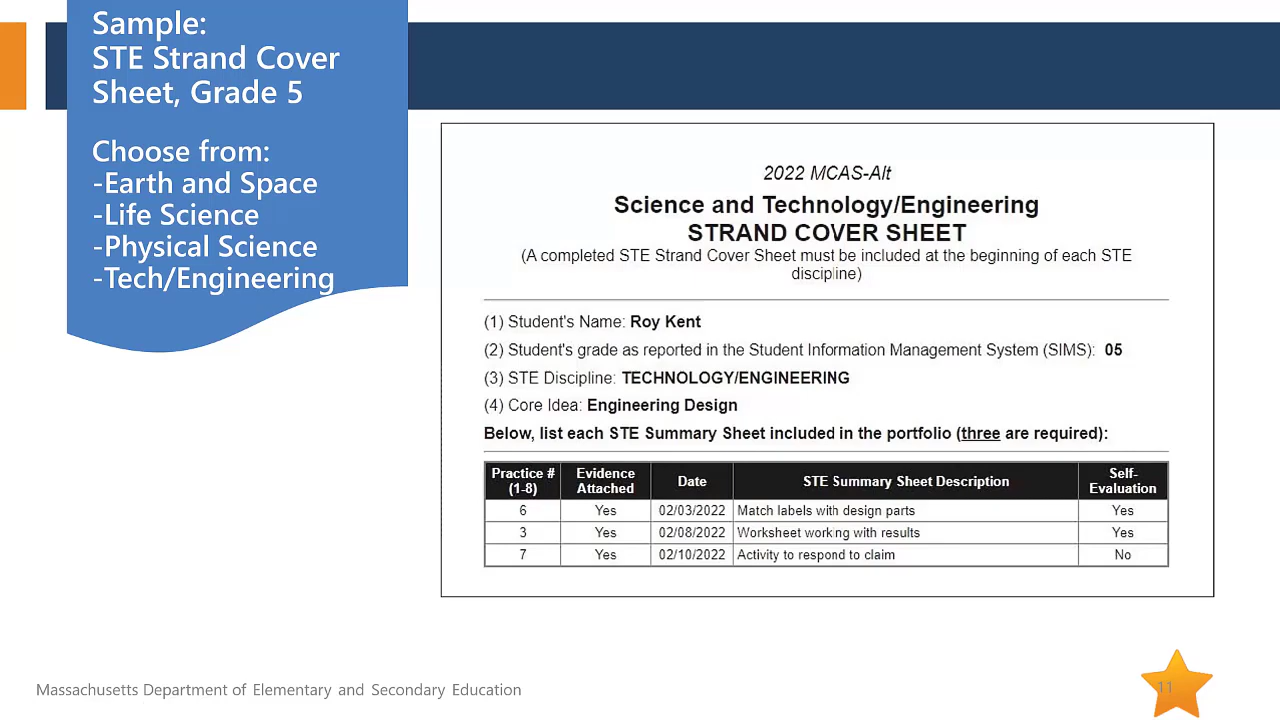 Sample:
STE Strand Cover
Sheet, Grade 5
Choose from:
-Earth and Space
-Life Science
-Physical Science
-Tech/Engineering
2022 MCAS-Alt
Science and Technology/Engineering
STRAND COVER SHEET
(A completed STE Strand Cover Sheet must be included at the beginning of each STE
discipline)
(1) Student's Name: Roy Kent
(2) Student's grade as reported in the Student Information Management System (SIMS): 05
(3) STE Discipline: TECHNOLOGY/ENGINEERING
(4) Core Idea: Engineering Design
Below, list each STE Summary Sheet included in the portfolio (three are required):
Practice # (1-8) Evidence Attached Date STE Summary Sheet Description Self-Evaluation
6 Yes 02/03/2022 Match labels with design parts Yes
3 Yes 02/08/2022 Worksheet working with results Yes
7 Yes 02/10/2022 Activity to respond to claim No
Massachusetts Department of Elementary and Secondary Education
11